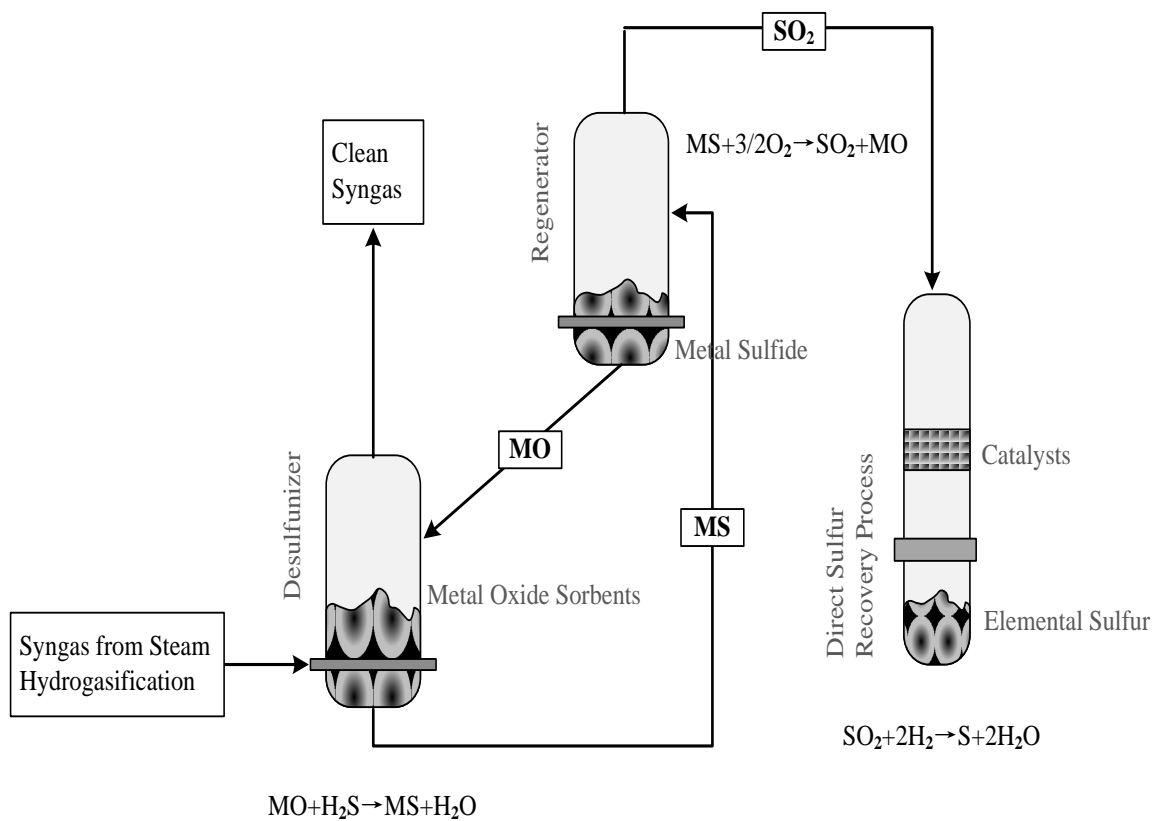 SO₂
MS+3/2O₂→SO₂+MO
Clean
Syngas
Regenerator
Metal Sulfide
MO
Catalysts
MS
Desulfunizer
Metal Oxide Sorbents
Direct Sulfur
Recovery Process
Elemental Sulfur
Syngas from Steam
Hydrogasification
SO₂+2H₂→S+2H₂O
MO+H₂S→MS+H₂O